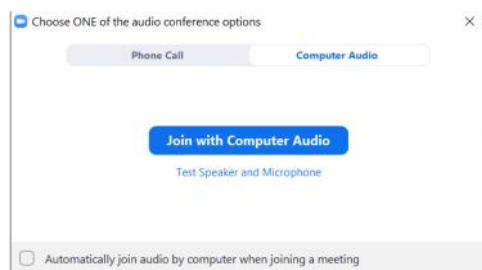 Choose ONE of the audio conference options
Phone Call
Computer Audio
Join with Computer Audio
Test Speaker and Microphone
Automatically join audio by computer when joining a meeting